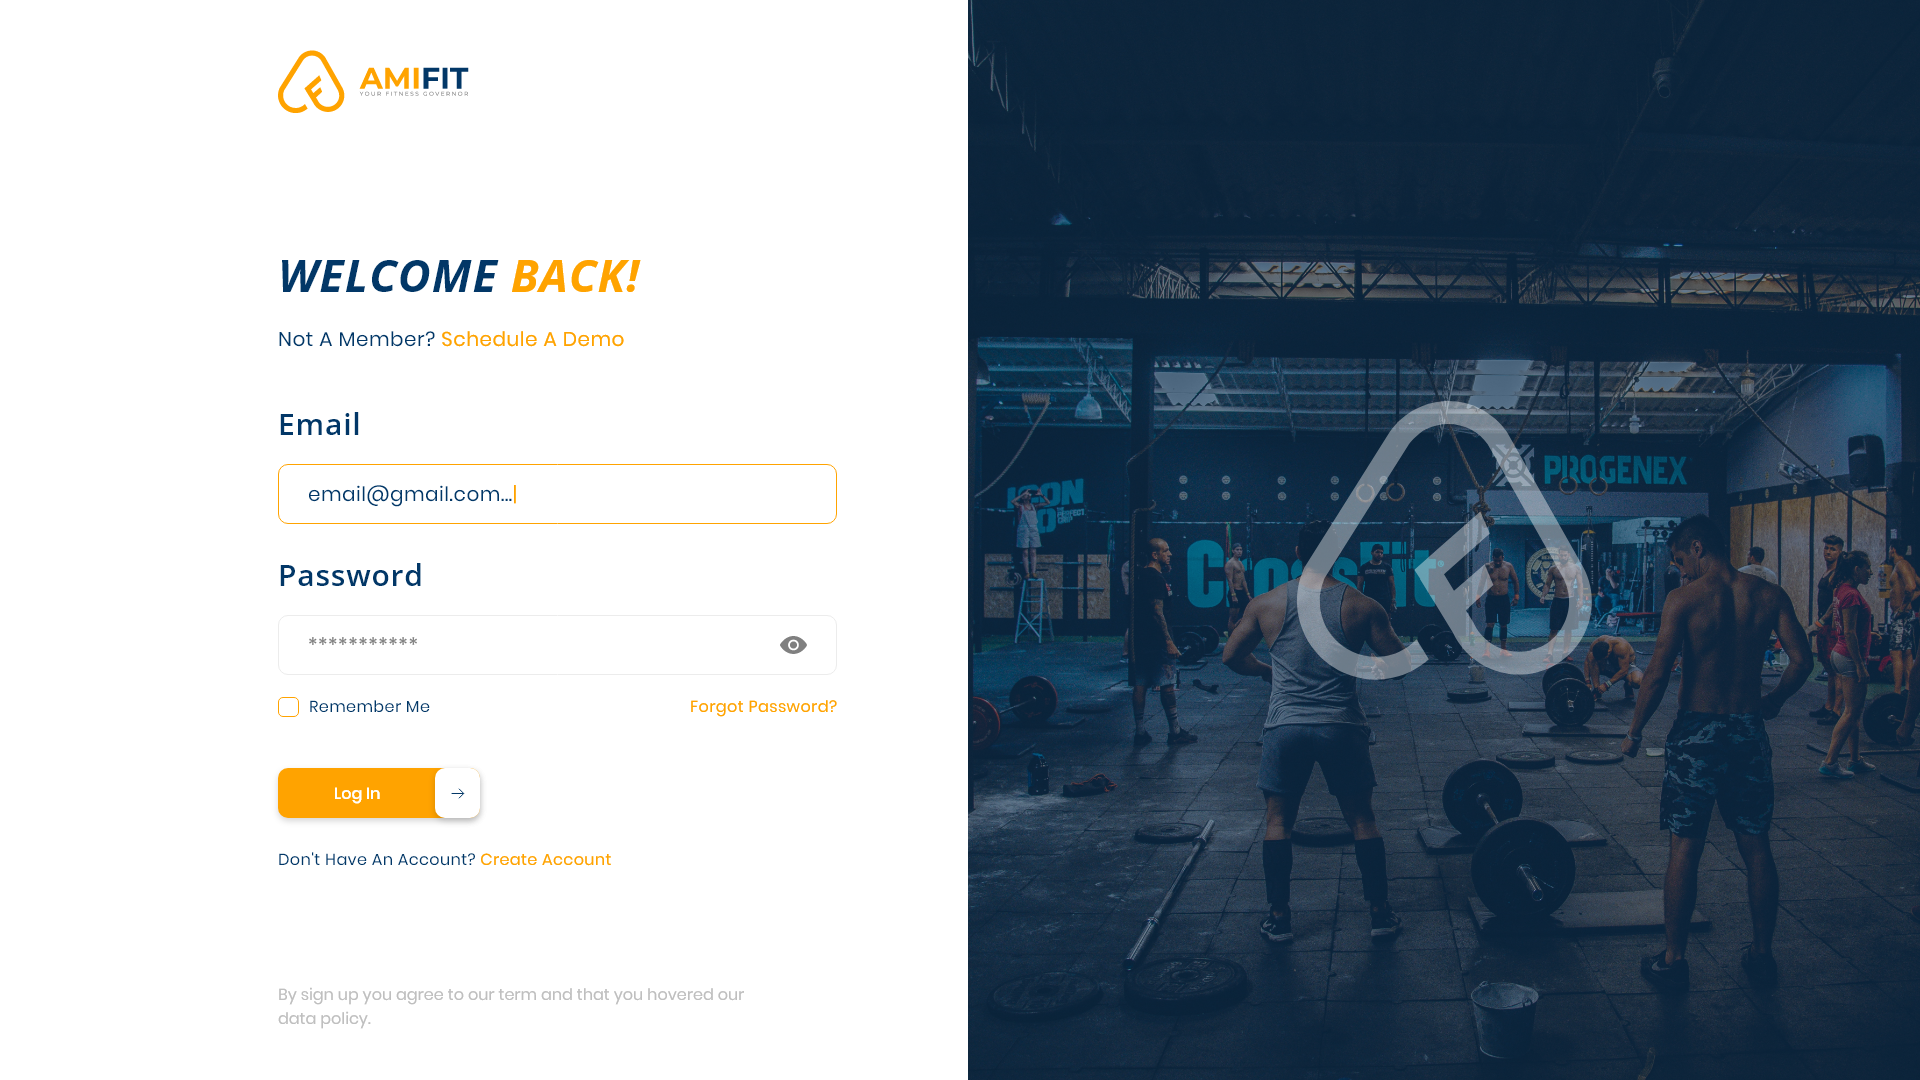 AMIFIT
YOUR FITNESS GOVERNOR
WELCOME BACK!
Not A Member? Schedule A Demo
Email
email@gmail.com...
Password
***********
Remember Me
Forgot Password?
Log In
Don't Have An Account? Create Account
By sign up you agree to our term and that you hovered our
data policy.
PROGENEX
CrossFit